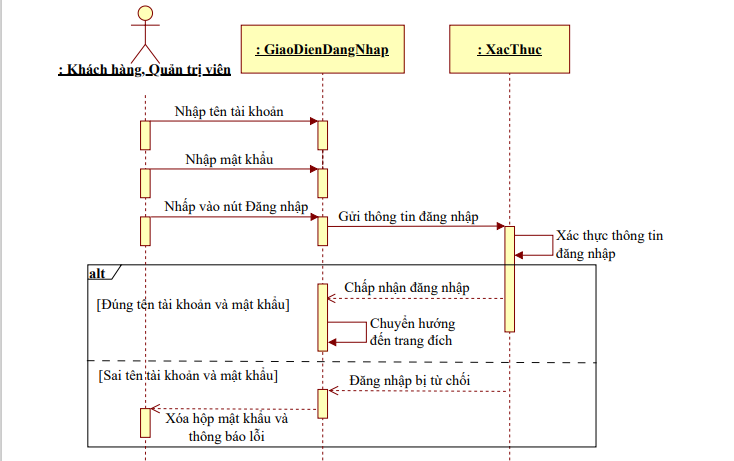 : Khách hàng, Quản trị viên
: GiaoDienDangNhap
: XacThuc
Nhập tên tài khoản
Nhập mật khẩu
Nhấp vào nút Đăng nhập
Gửi thông tin đăng nhập
Xác thực thông tin
đăng nhập
alt
Chấp nhận đăng nhập
[Đúng tên tài khoản và mật khẩu]
Chuyển hướng
đến trang đích
[Sai tên tài khoản và mật khẩu]
Đăng nhập bị từ chối
Xóa hộp mật khẩu và
thông báo lỗi